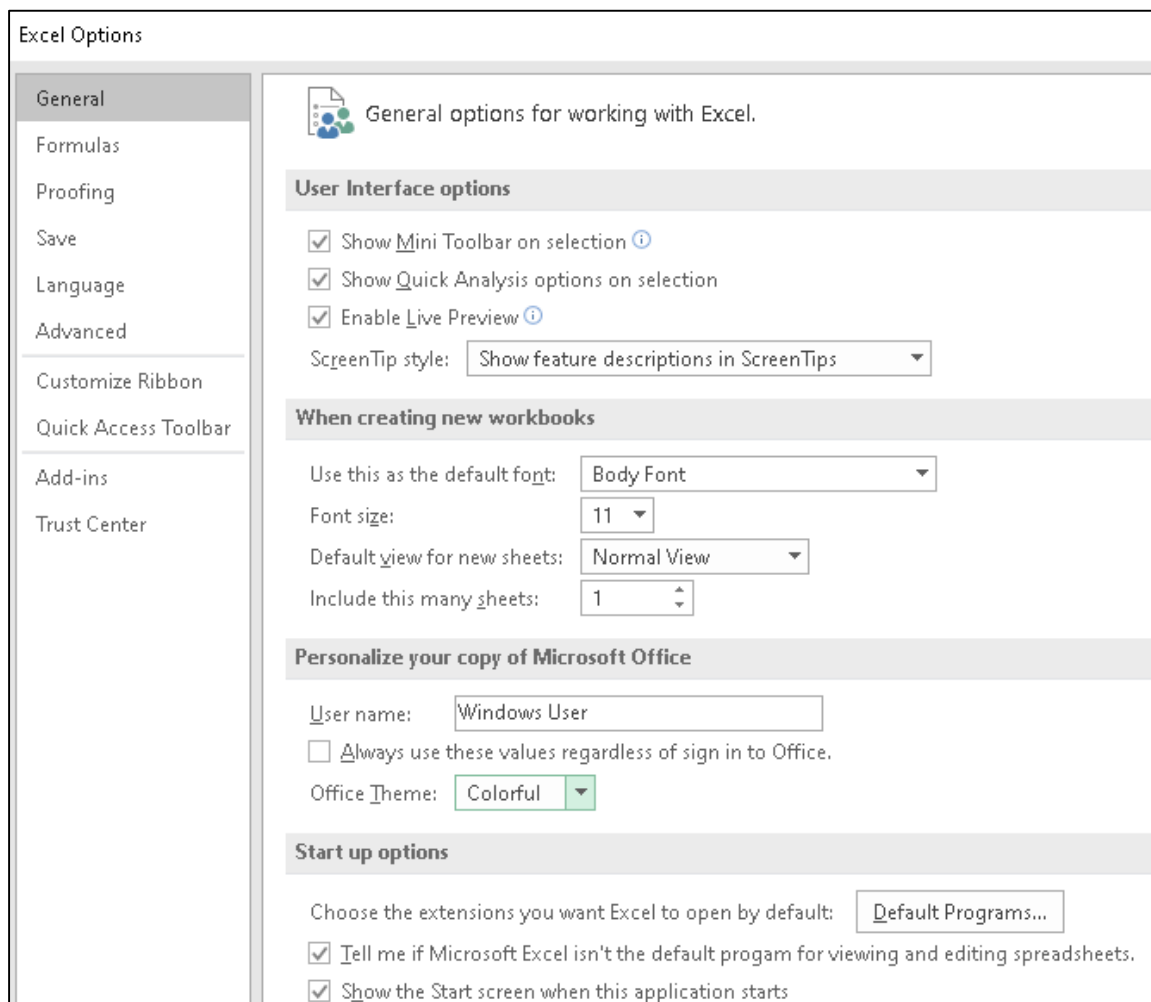 Excel Options
General
Formulas
Proofing
Save
Language
Advanced
Customize Ribbon
Quick Access Toolbar
Add-ins
Trust Center
General options for working with Excel.
User Interface options
Show Mini Toolbar on selection
Show Quick Analysis options on selection
Enable Live Preview
ScreenTip style: Show feature descriptions in ScreenTips
When creating new workbooks
Use this as the default font: Body Font
Font size: 11
Default view for new sheets: Normal View
Include this many sheets: 1
Personalize your copy of Microsoft Office
User name: Windows User
Always use these values regardless of sign in to Office.
Office Theme: Colorful
Start up options
Choose the extensions you want Excel to open by default: Default Programs...
Tell me if Microsoft Excel isn't the default progam for viewing and editing spreadsheets.
Show the Start screen when this application starts